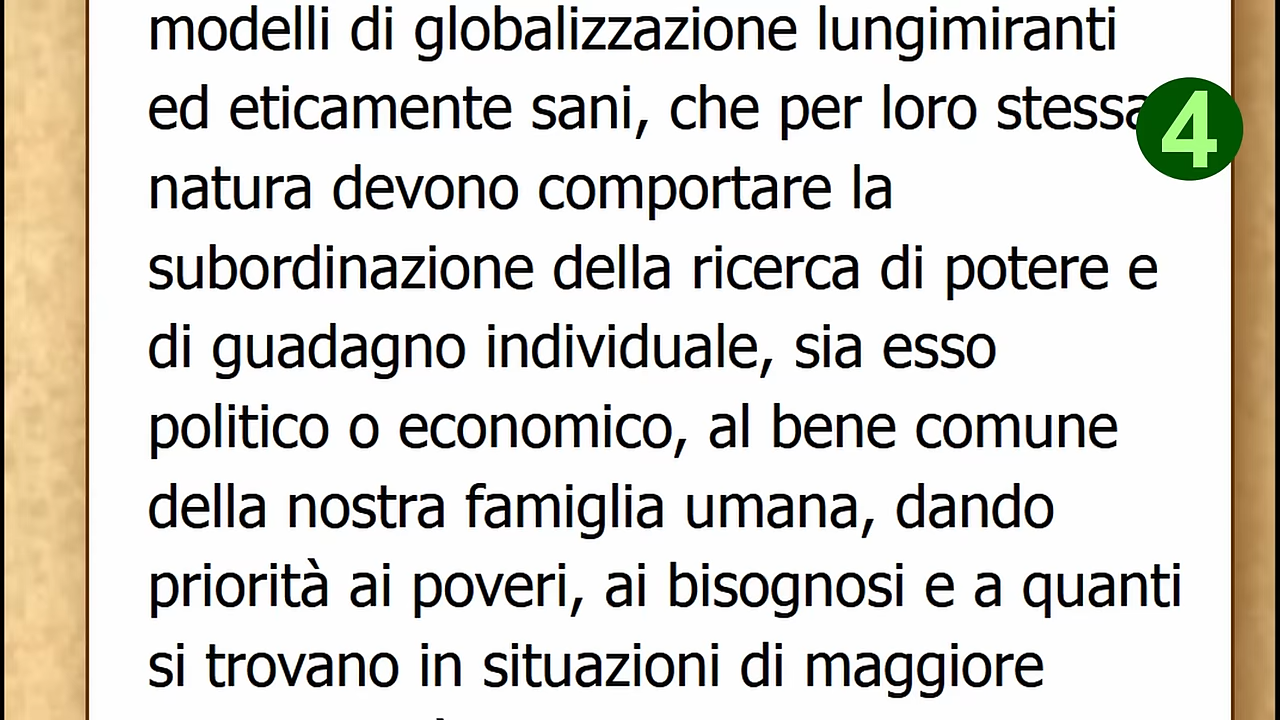 modelli di globalizzazione lungimiranti
ed eticamente sani, che per loro stessa
4
natura devono comportare la
subordinazione della ricerca di potere e
di guadagno individuale, sia esso
politico o economico, al bene comune
della nostra famiglia umana, dando
priorità ai poveri, ai bisognosi e a quanti
si trovano in situazioni di maggiore